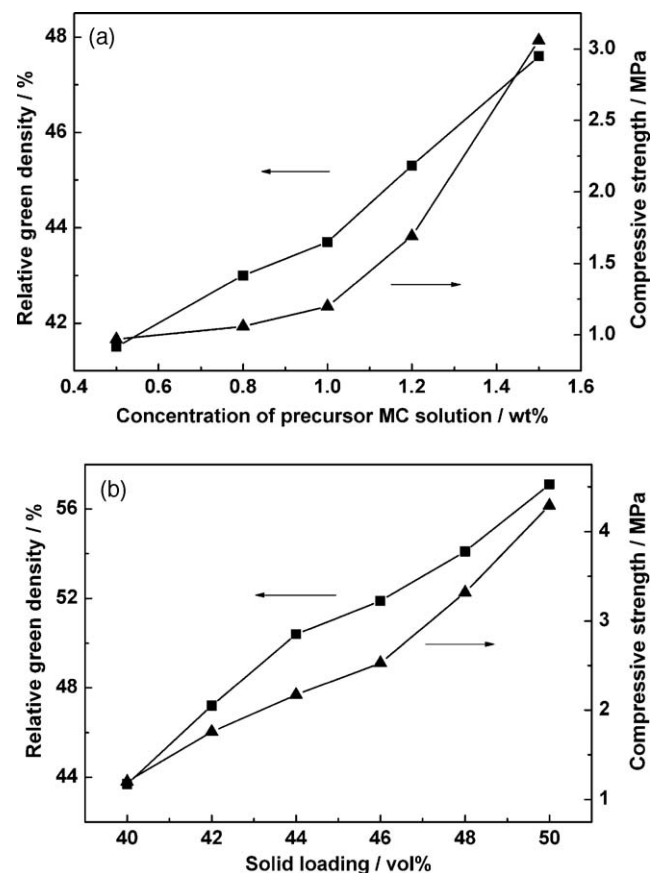 (a)
48
46
44
42
Relative green density / %
3.0
2.5
2.0
1.5
1.0
Compressive strength / MPa
0.4 0.6 0.8 1.0 1.2 1.4 1.6
Concentration of precursor MC solution / wt%
(b)
56
52
48
44
Relative green density / %
4
3
2
1
Compressive strength / MPa
40 42 44 46 48 50
Solid loading / vol%